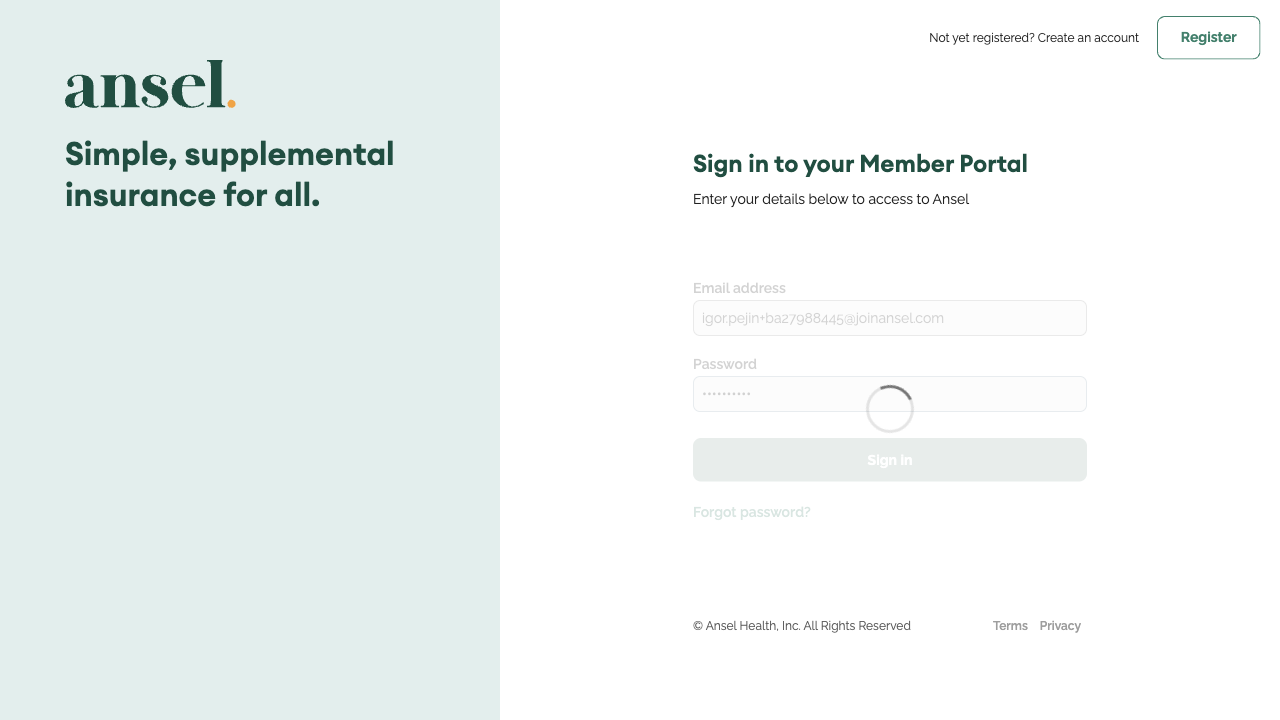 ansel.
Simple, supplemental
insurance for all.
Not yet registered? Create an account
Register
Sign in to your Member Portal
Enter your details below to access to Ansel
Email address
igor.pejin+ba27988445@joinansel.com
Password
••••••••••
Sign in
Forgot password?
© Ansel Health, Inc. All Rights Reserved
Terms Privacy